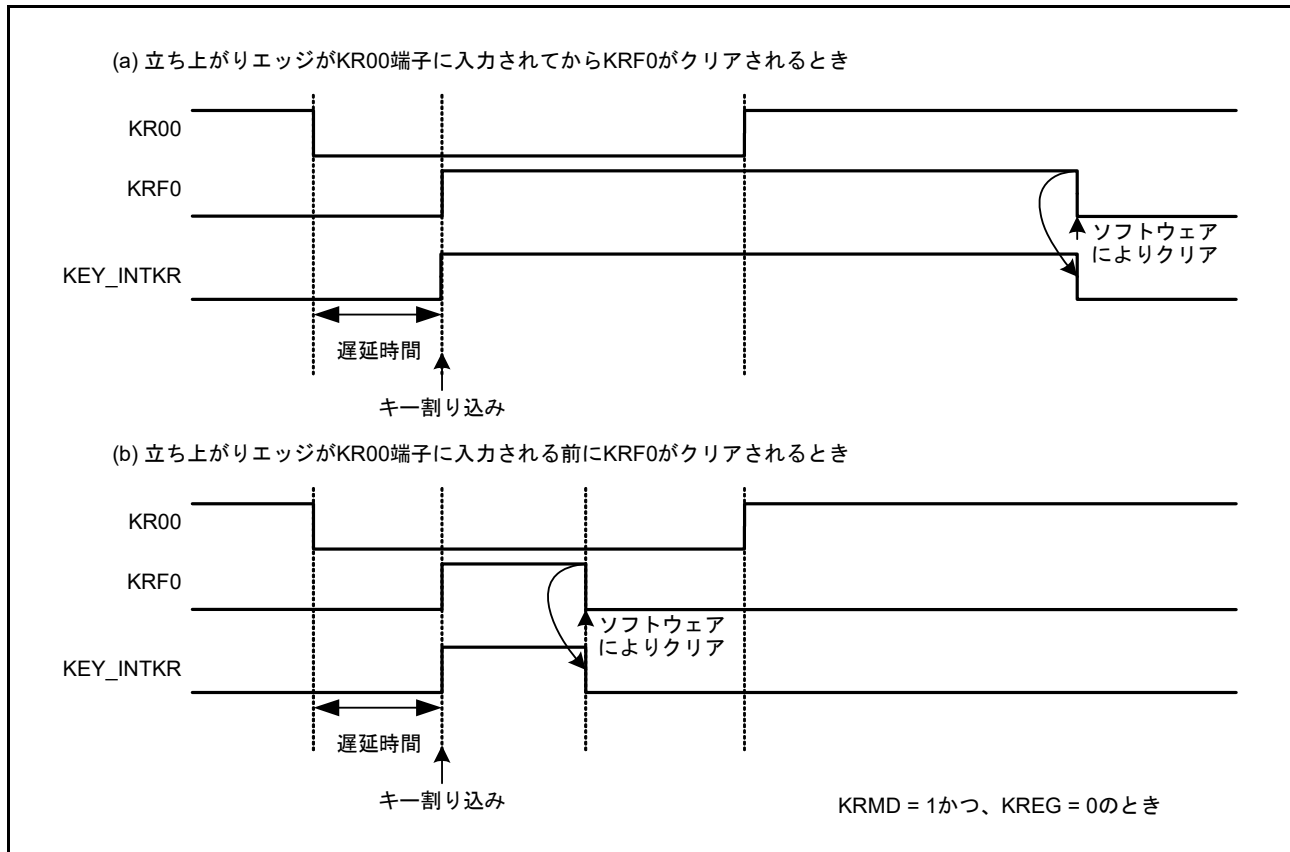 (a) 立ち上がりエッジがKR00端子に入力されてからKRF0がクリアされるとき
KR00
KRF0
ソフトウェア
によりクリア
KEY_INTKR
遅延時間
キー割り込み
(b) 立ち上がりエッジがKR00端子に入力される前にKRF0がクリアされるとき
KR00
KRF0
ソフトウェア
によりクリア
KEY_INTKR
遅延時間
キー割り込み
KRMD = 1かつ、KREG = 0のとき